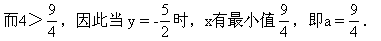 而4＞9/4，因此当 y = -5/2时，x有最小值9/4，即a = 9/4．